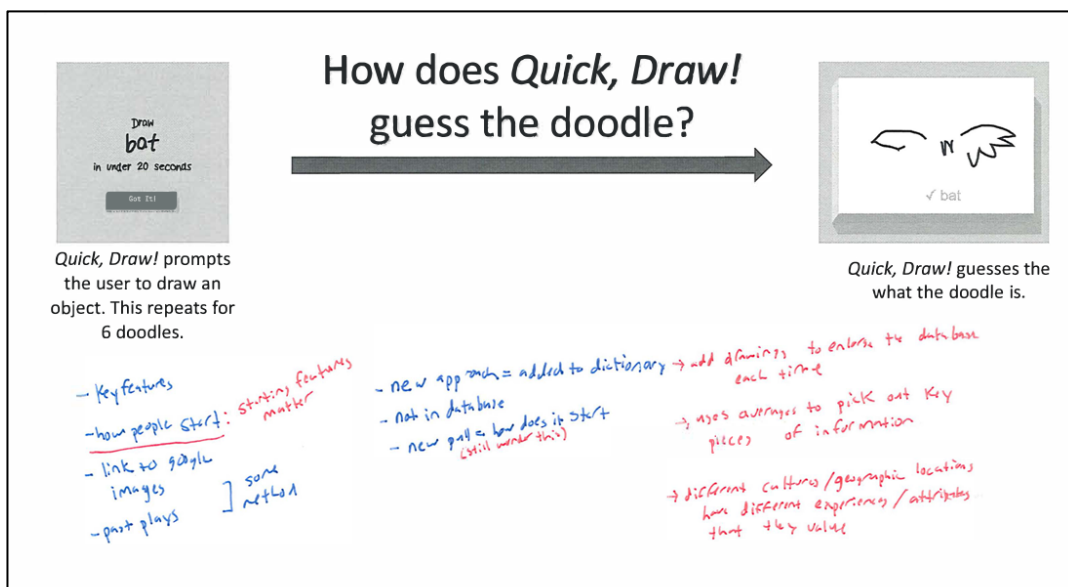 How does Quick, Draw!
guess the doodle?
Draw
bat
in under 20 seconds
Got It!
✓ bat
Quick, Draw! prompts
the user to draw an
object. This repeats for
6 doodles.
Quick, Draw! guesses the
what the doodle is.
- Key features
- how people start : starting features
matter
- link to google
images
- past plays
] some
method
- new approach = added to dictionary
- not in database
- new = how does it start
(still wonder this)
→ add drawings to enlarge the database
each time
→ uses averages to pick out key
pieces of information
→ different cultures/geographic locations
have different experiences/attributes
that they value